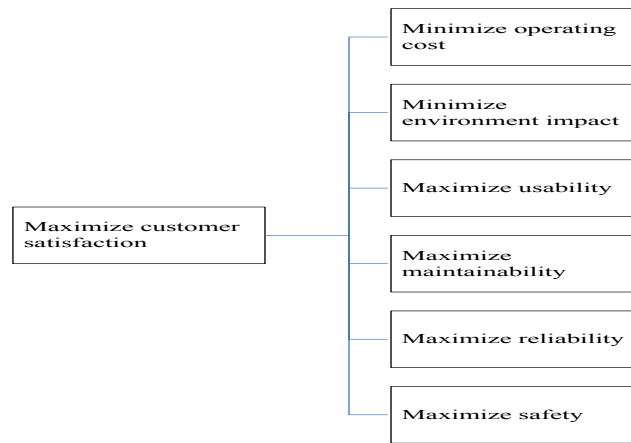 Minimize operating
cost
Minimize
environment impact
Maximize usability
Maximize customer
satisfaction
Maximize
maintainability
Maximize reliability
Maximize safety